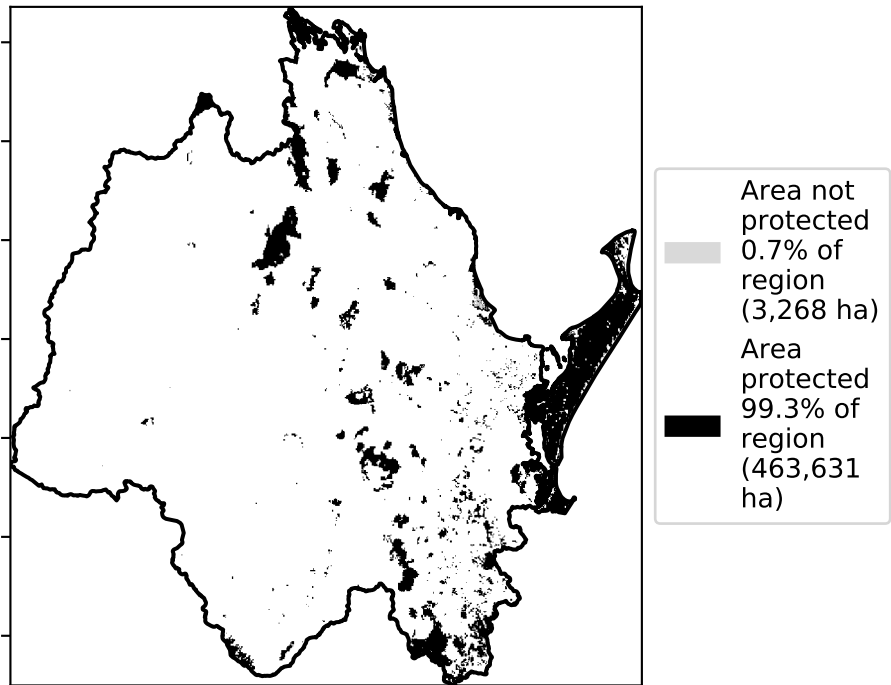 Area not
protected
0.7% of
region
(3,268 ha)
Area
protected
99.3% of
region
(463,631
ha)